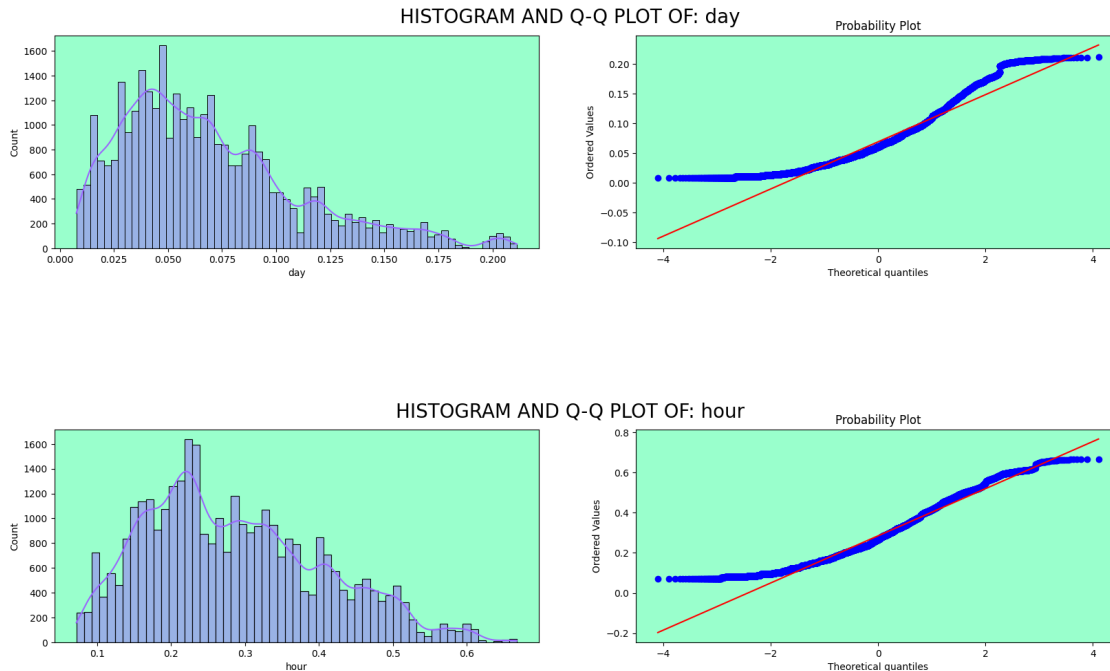 HISTOGRAM AND Q-Q PLOT OF: day
Probability Plot
Count
1600
1400
1200
1000
800
600
400
200
0
0.000 0.025 0.050 0.075 0.100 0.125 0.150 0.175 0.200
day
Ordered Values
0.20
0.15
0.10
0.05
0.00
−0.05
−0.10
−4 −2 0 2 4
Theoretical quantiles
HISTOGRAM AND Q-Q PLOT OF: hour
Probability Plot
Count
1600
1400
1200
1000
800
600
400
200
0
0.1 0.2 0.3 0.4 0.5 0.6
hour
Ordered Values
0.8
0.6
0.4
0.2
0.0
−0.2
−4 −2 0 2 4
Theoretical quantiles